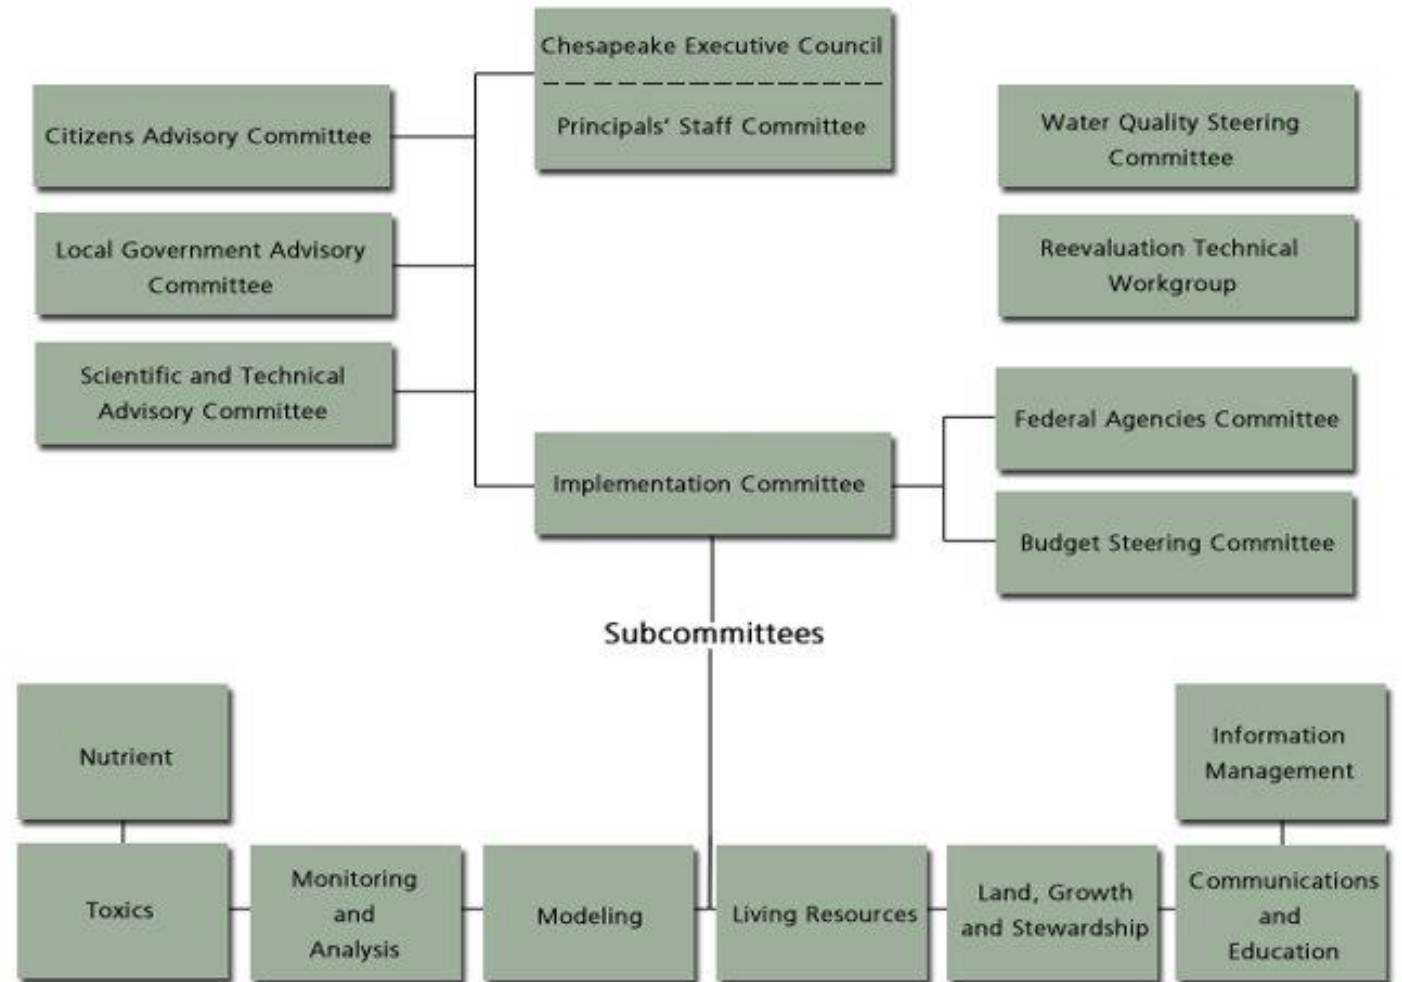 Chesapeake Executive Council
Principals' Staff Committee
Citizens Advisory Committee
Local Government Advisory
Committee
Scientific and Technical
Advisory Committee
Water Quality Steering
Committee
Reevaluation Technical
Workgroup
Implementation Committee
Federal Agencies Committee
Budget Steering Committee
Subcommittees
Nutrient
Toxics
Monitoring
and
Analysis
Modeling
Living Resources
Land, Growth
and Stewardship
Information
Management
Communications
and
Education